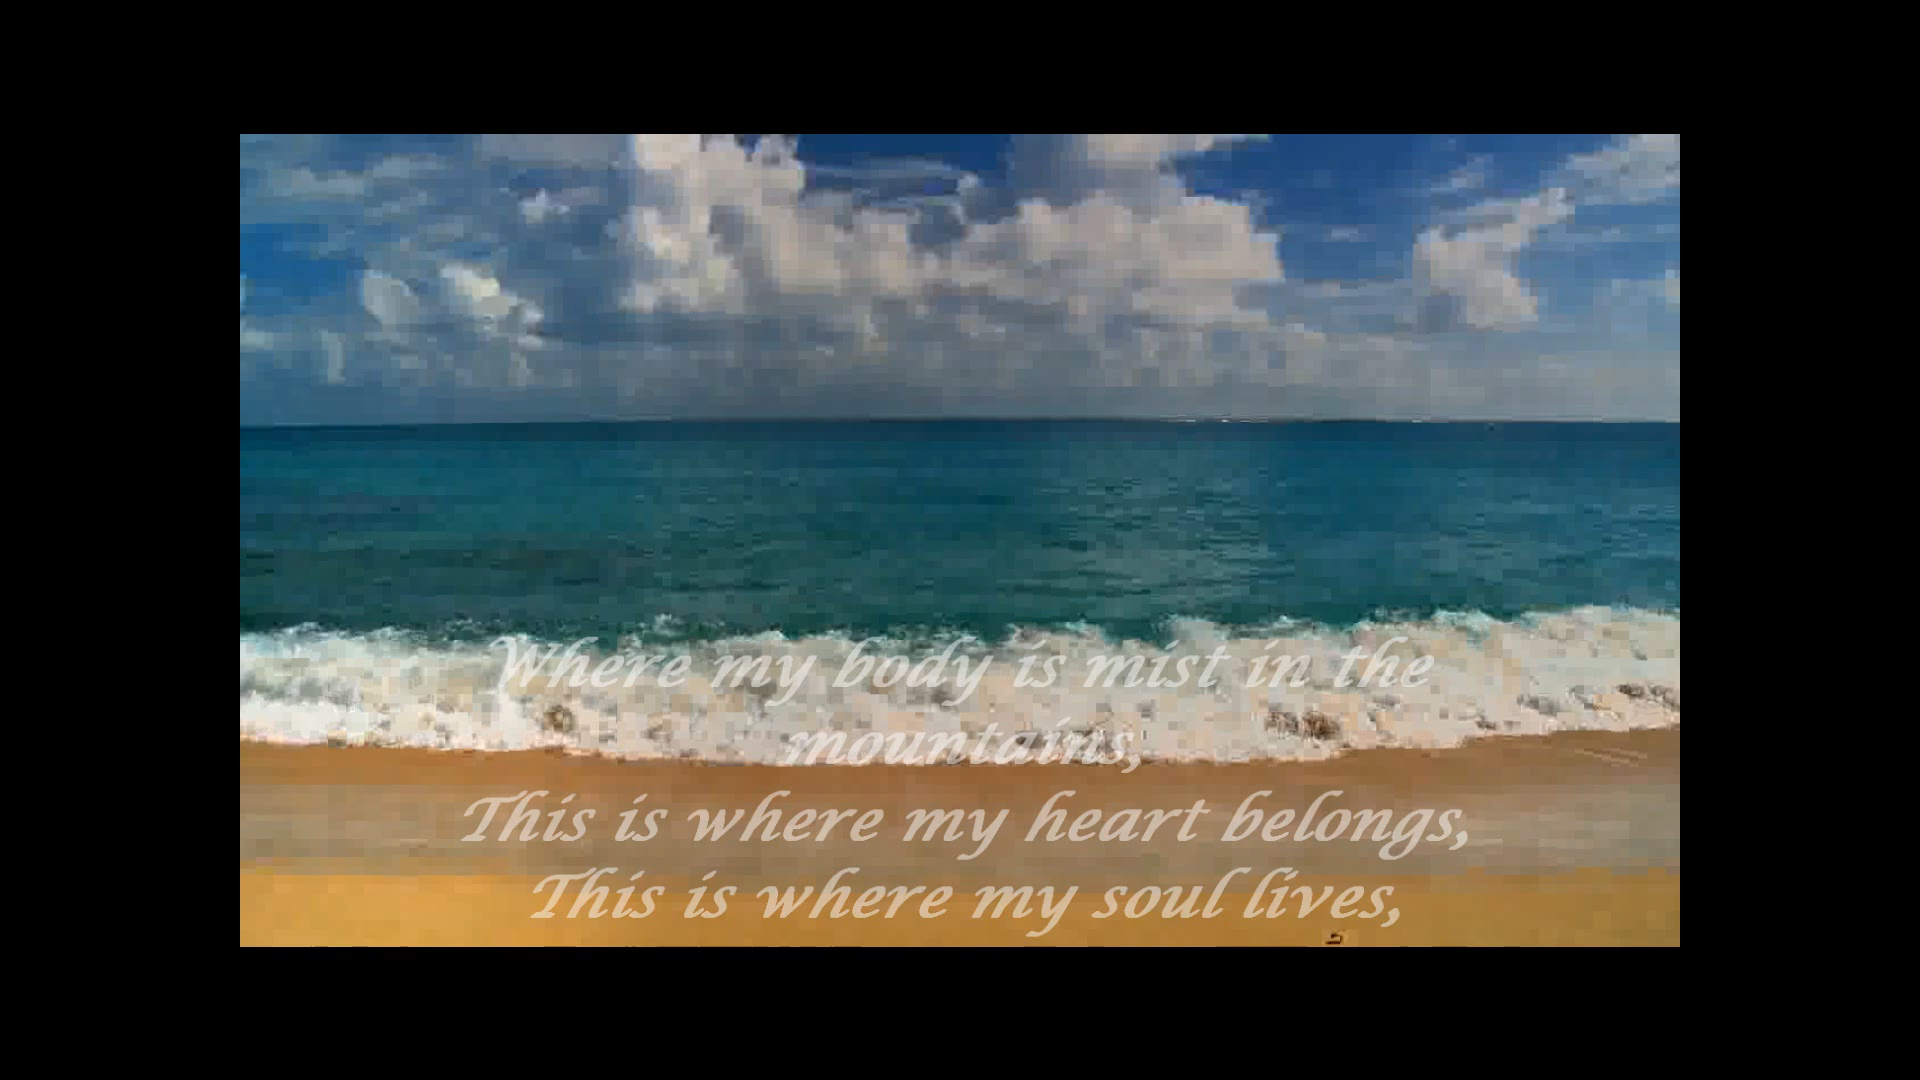 Where my body is mist in the
mountains,
This is where my heart belongs,
This is where my soul lives,